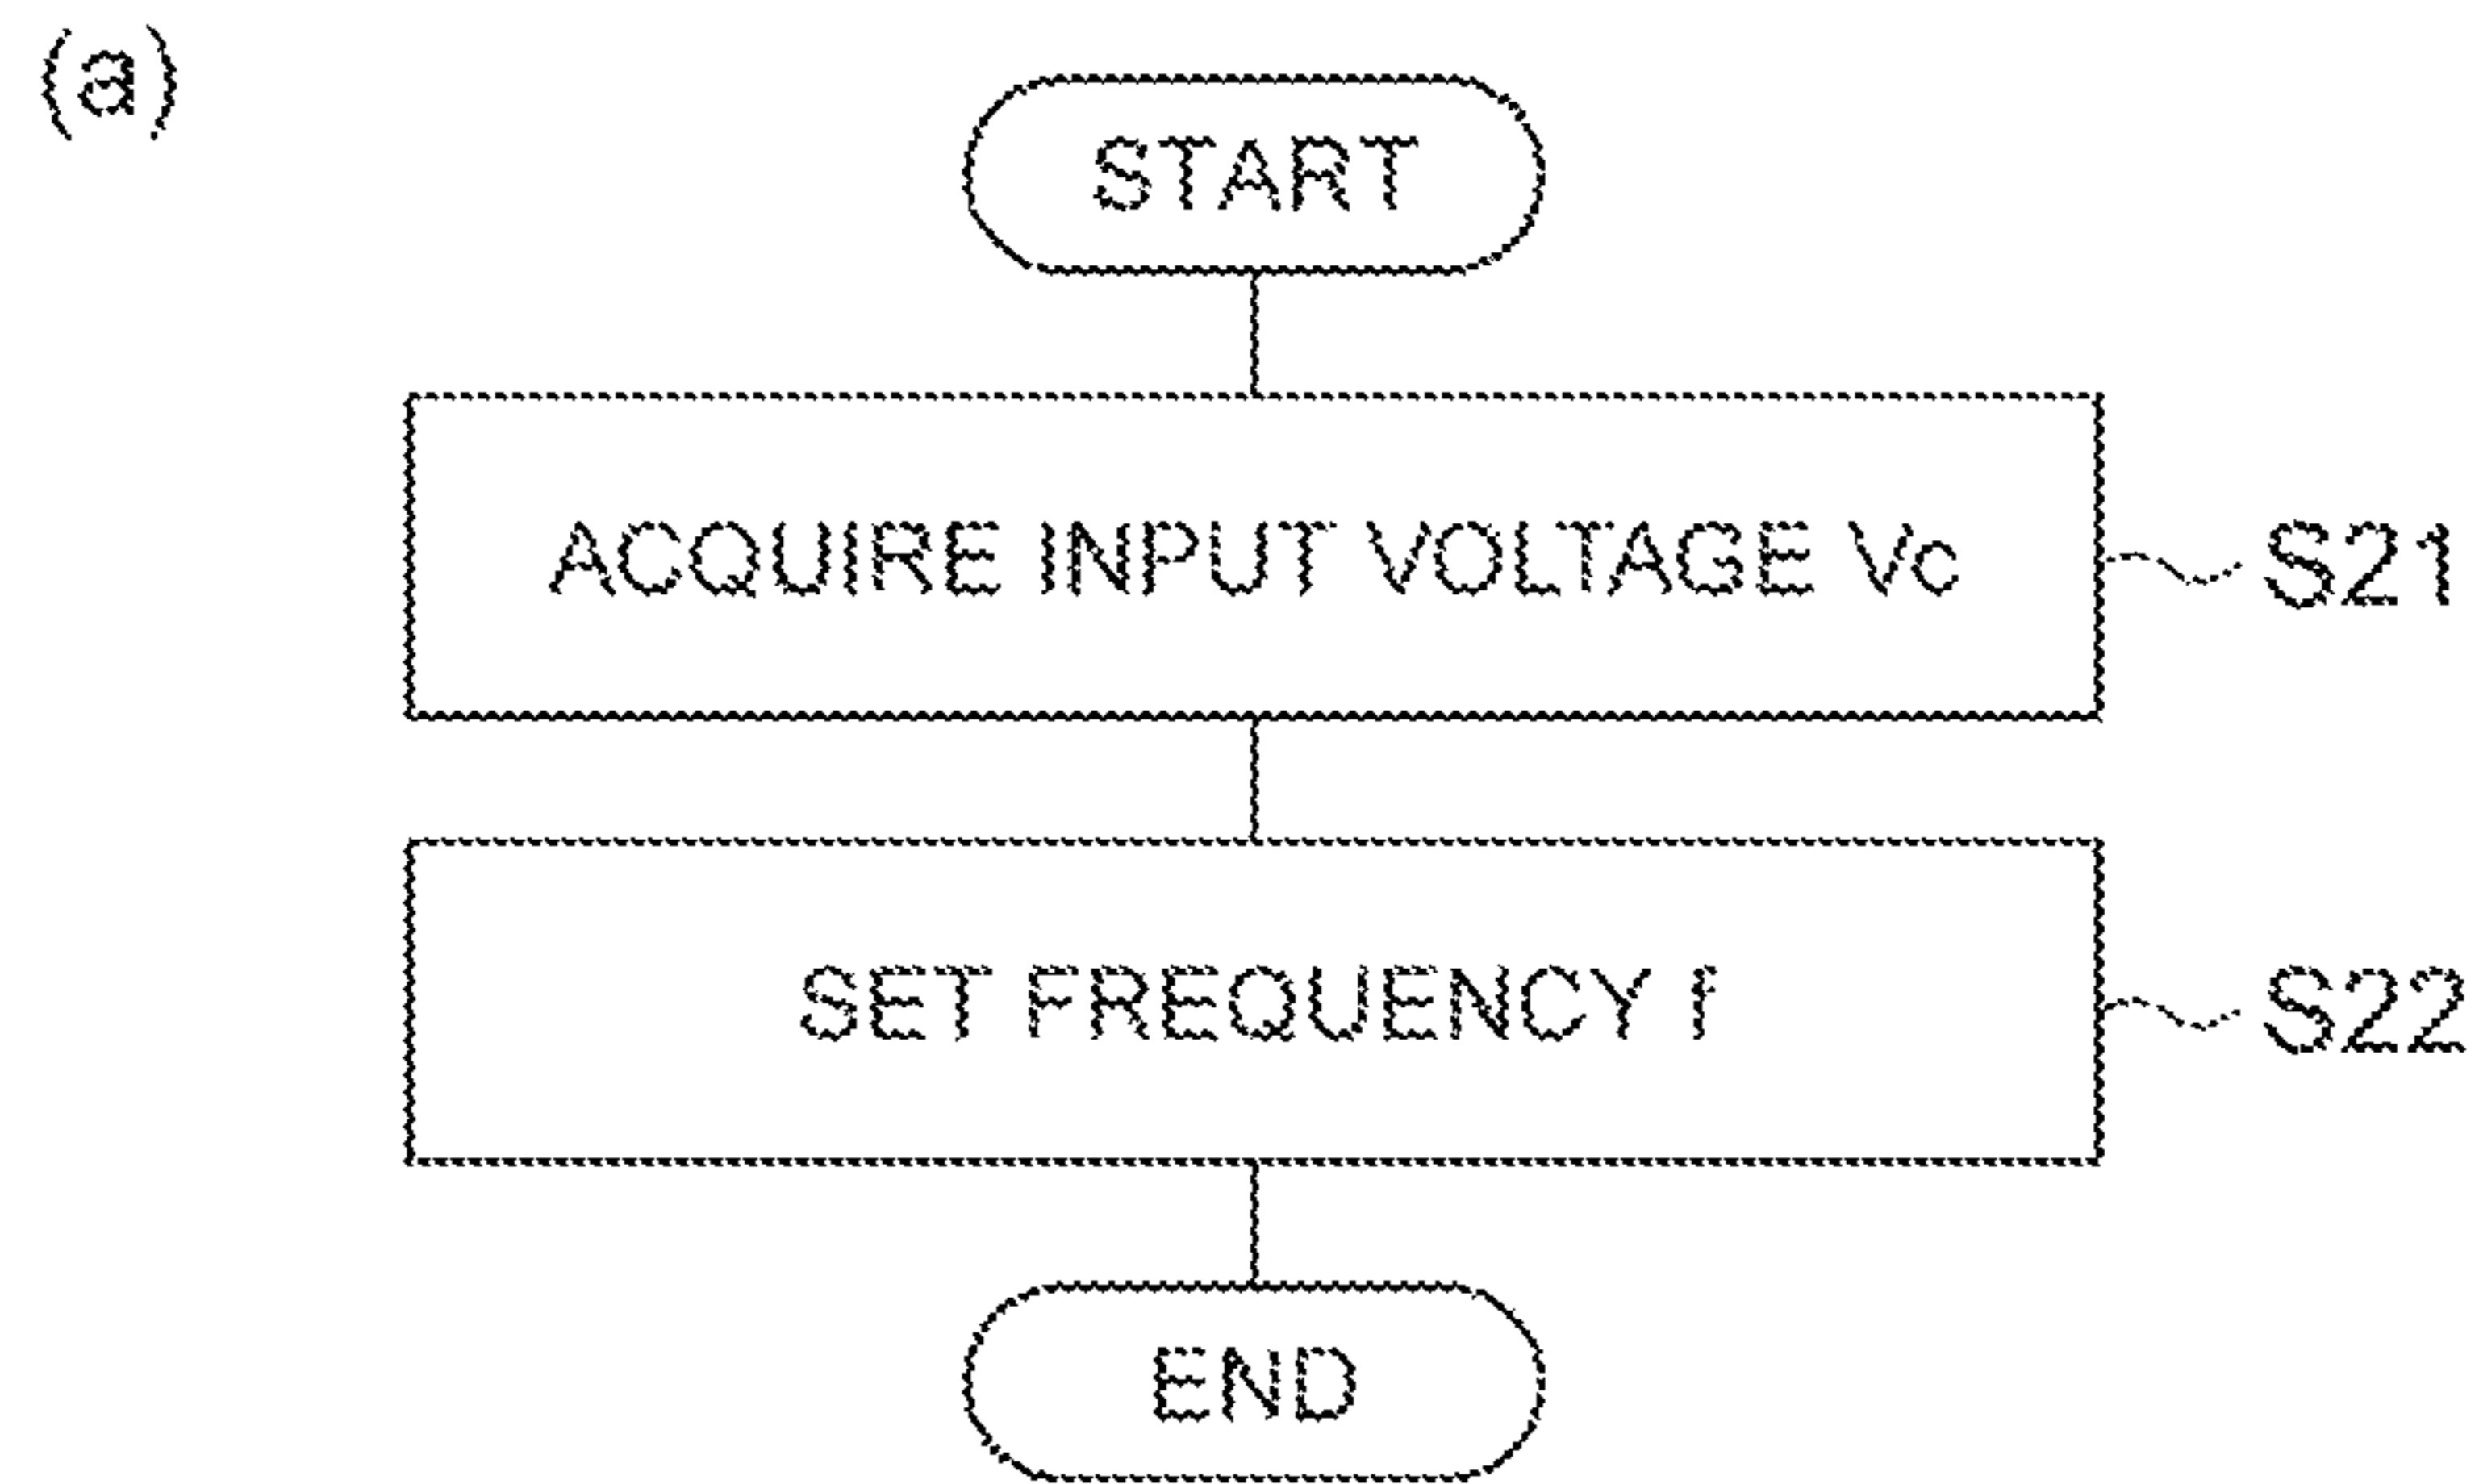 (a)
START
ACQUIRE INPUT VOLTAGE Vc
S21
SET FREQUENCY f
S22
END